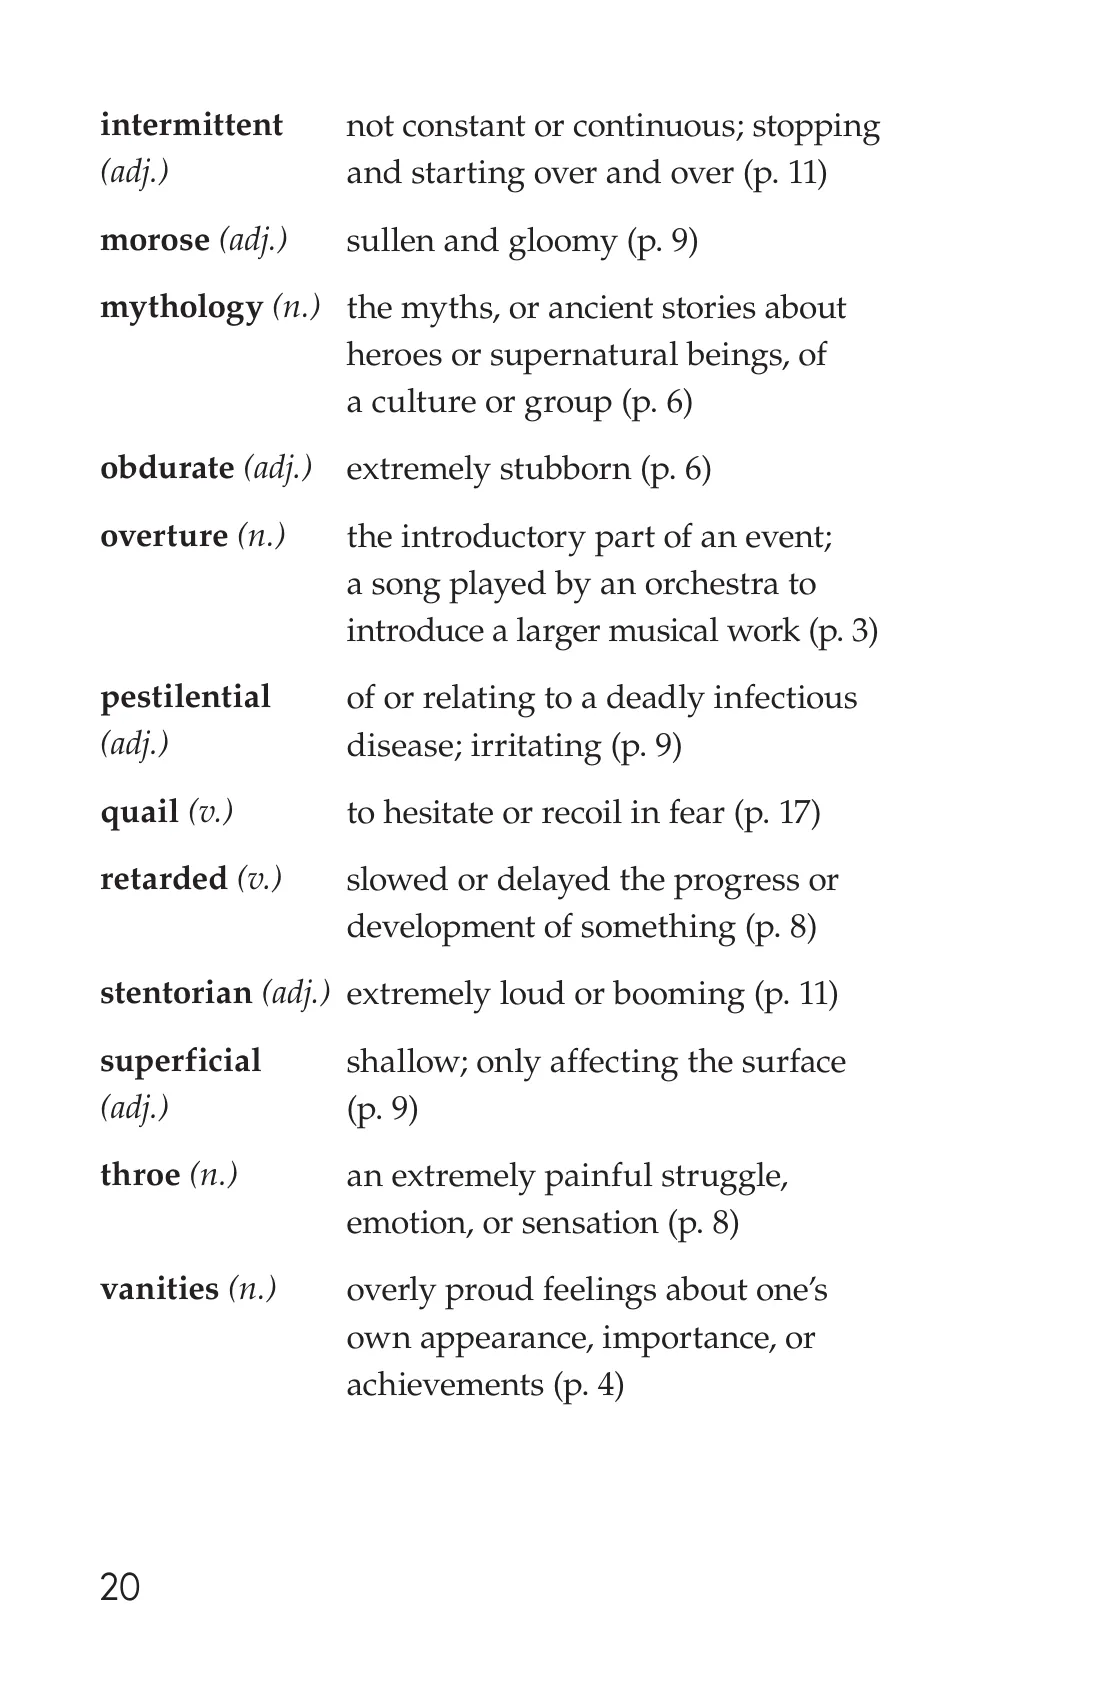 intermittent not constant or continuous; stopping
(adj.) and starting over and over (p. 11)
morose (adj.) sullen and gloomy (p. 9)
mythology (n.) the myths, or ancient stories about
heroes or supernatural beings, of
a culture or group (p. 6)
obdurate (adj.) extremely stubborn (p. 6)
overture (n.) the introductory part of an event;
a song played by an orchestra to
introduce a larger musical work (p. 3)
pestilential of or relating to a deadly infectious
(adj.) disease; irritating (p. 9)
quail (v.) to hesitate or recoil in fear (p. 17)
retarded (v.) slowed or delayed the progress or
development of something (p. 8)
stentorian (adj.) extremely loud or booming (p. 11)
superficial shallow; only affecting the surface
(adj.) (p. 9)
throe (n.) an extremely painful struggle,
emotion, or sensation (p. 8)
vanities (n.) overly proud feelings about one’s
own appearance, importance, or
achievements (p. 4)
20